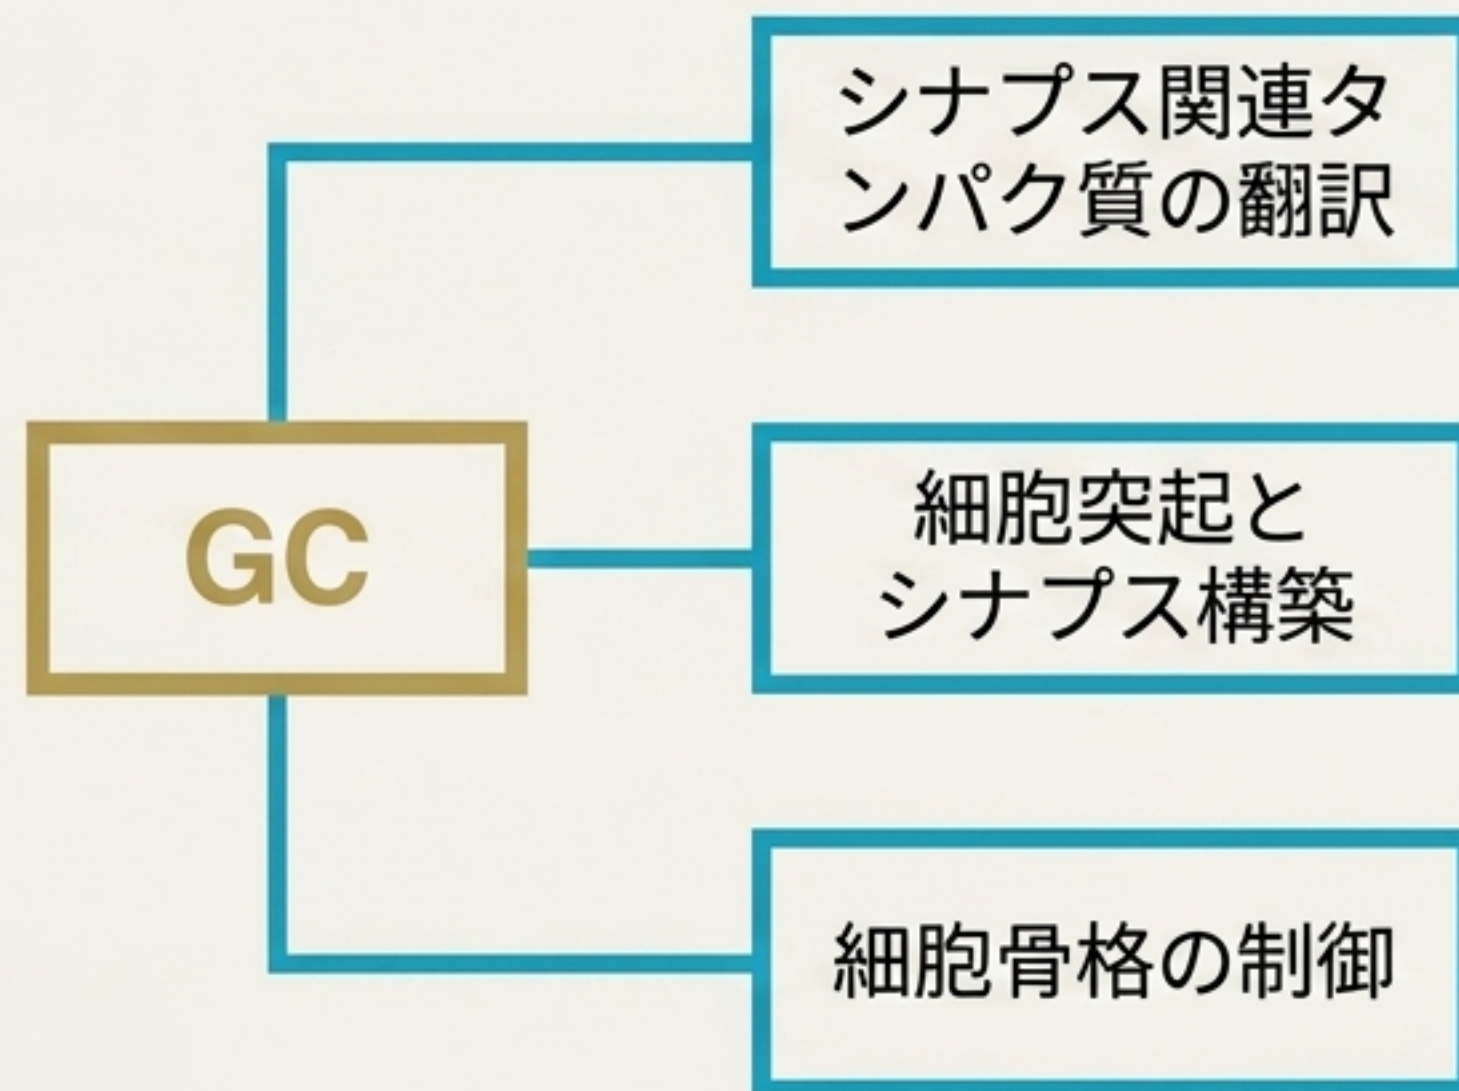 シナプス関連タ
ンパク質の翻訳
GC
細胞突起と
シナプス構築
細胞骨格の制御